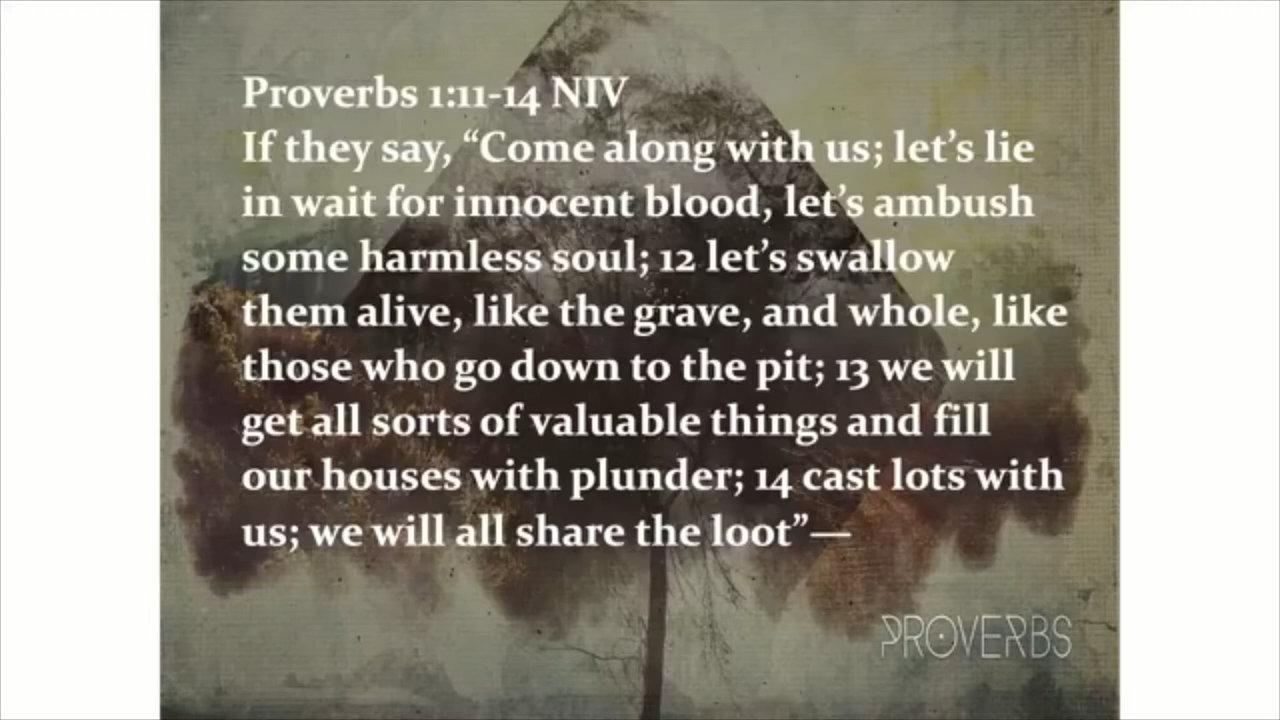 Proverbs 1:11-14 NIV
If they say, “Come along with us; let’s lie
in wait for innocent blood, let’s ambush
some harmless soul; 12 let’s swallow
them alive, like the grave, and whole, like
those who go down to the pit; 13 we will
get all sorts of valuable things and fill
our houses with plunder; 14 cast lots with
us; we will all share the loot”—
PROVERBS